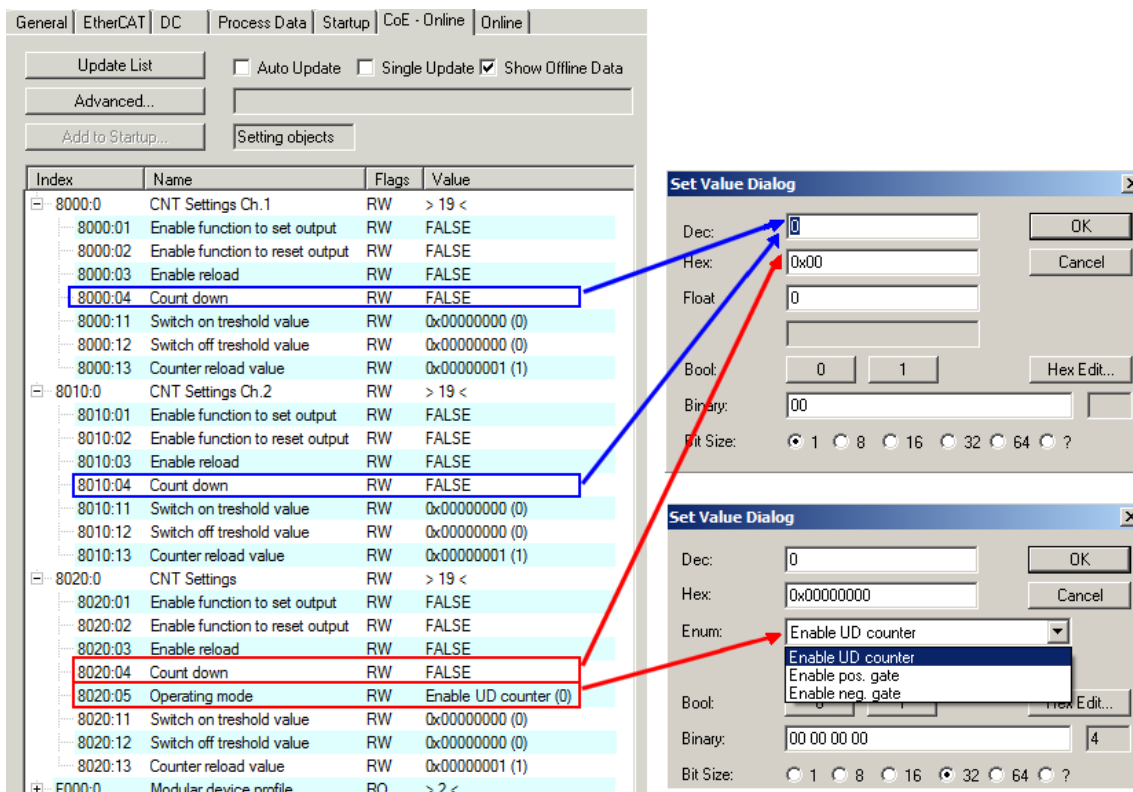 General EtherCAT DC Process Data Startup CoE - Online Online
Update List Auto Update Single Update Show Offline Data
Advanced...
Add to Startup... Setting objects
Index Name Flags Value
8000:0 CNT Settings Ch.1 RW > 19 <
8000:01 Enable function to set output RW FALSE
8000:02 Enable function to reset output RW FALSE
8000:03 Enable reload RW FALSE
8000:04 Count down RW FALSE
8000:11 Switch on treshold value RW 0x00000000 (0)
8000:12 Switch off treshold value RW 0x00000000 (0)
8000:13 Counter reload value RW 0x00000001 (1)
8010:0 CNT Settings Ch.2 RW > 19 <
8010:01 Enable function to set output RW FALSE
8010:02 Enable function to reset output RW FALSE
8010:03 Enable reload RW FALSE
8010:04 Count down RW FALSE
8010:11 Switch on treshold value RW 0x00000000 (0)
8010:12 Switch off treshold value RW 0x00000000 (0)
8010:13 Counter reload value RW 0x00000001 (1)
8020:0 CNT Settings RW > 19 <
8020:01 Enable function to set output RW FALSE
8020:02 Enable function to reset output RW FALSE
8020:03 Enable reload RW FALSE
8020:04 Count down RW FALSE
8020:05 Operating mode RW Enable UD counter (0)
8020:11 Switch on treshold value RW 0x00000000 (0)
8020:12 Switch off treshold value RW 0x00000000 (0)
8020:13 Counter reload value RW 0x00000001 (1)
F000:0 Modular device profile RO > 2 <
Set Value Dialog
Dec: 0 OK
Hex: 0x00 Cancel
Float 0
Bool: 0 1 Hex Edit...
Binary: 00
Bit Size: 1 8 16 32 64 ?
Set Value Dialog
Dec: 0 OK
Hex: 0x00000000 Cancel
Enum: Enable UD counter
Enable UD counter
Enable pos. gate
Enable neg. gate
Bool: Hex Edit...
Binary: 00 00 00 00 4
Bit Size: 1 8 16 32 64 ?